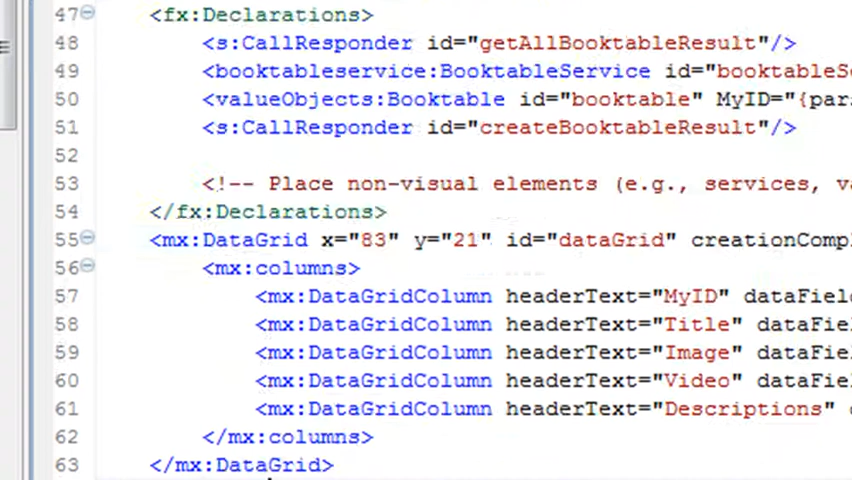 47 <fx:Declarations>
48 <s:CallResponder id="getAllBooktableResult"/>
49 <booktableservice:BooktableService id="booktableS
50 <valueObjects:Booktable id="booktable" MyID="{par
51 <s:CallResponder id="createBooktableResult"/>
52
53 <!-- Place non-visual elements (e.g., services, v
54 </fx:Declarations>
55 <mx:DataGrid x="83" y="21" id="dataGrid" creationCompl
56 <mx:columns>
57 <mx:DataGridColumn headerText="MyID" dataFiel
58 <mx:DataGridColumn headerText="Title" dataFie
59 <mx:DataGridColumn headerText="Image" dataFie
60 <mx:DataGridColumn headerText="Video" dataFie
61 <mx:DataGridColumn headerText="Descriptions"
62 </mx:columns>
63 </mx:DataGrid>